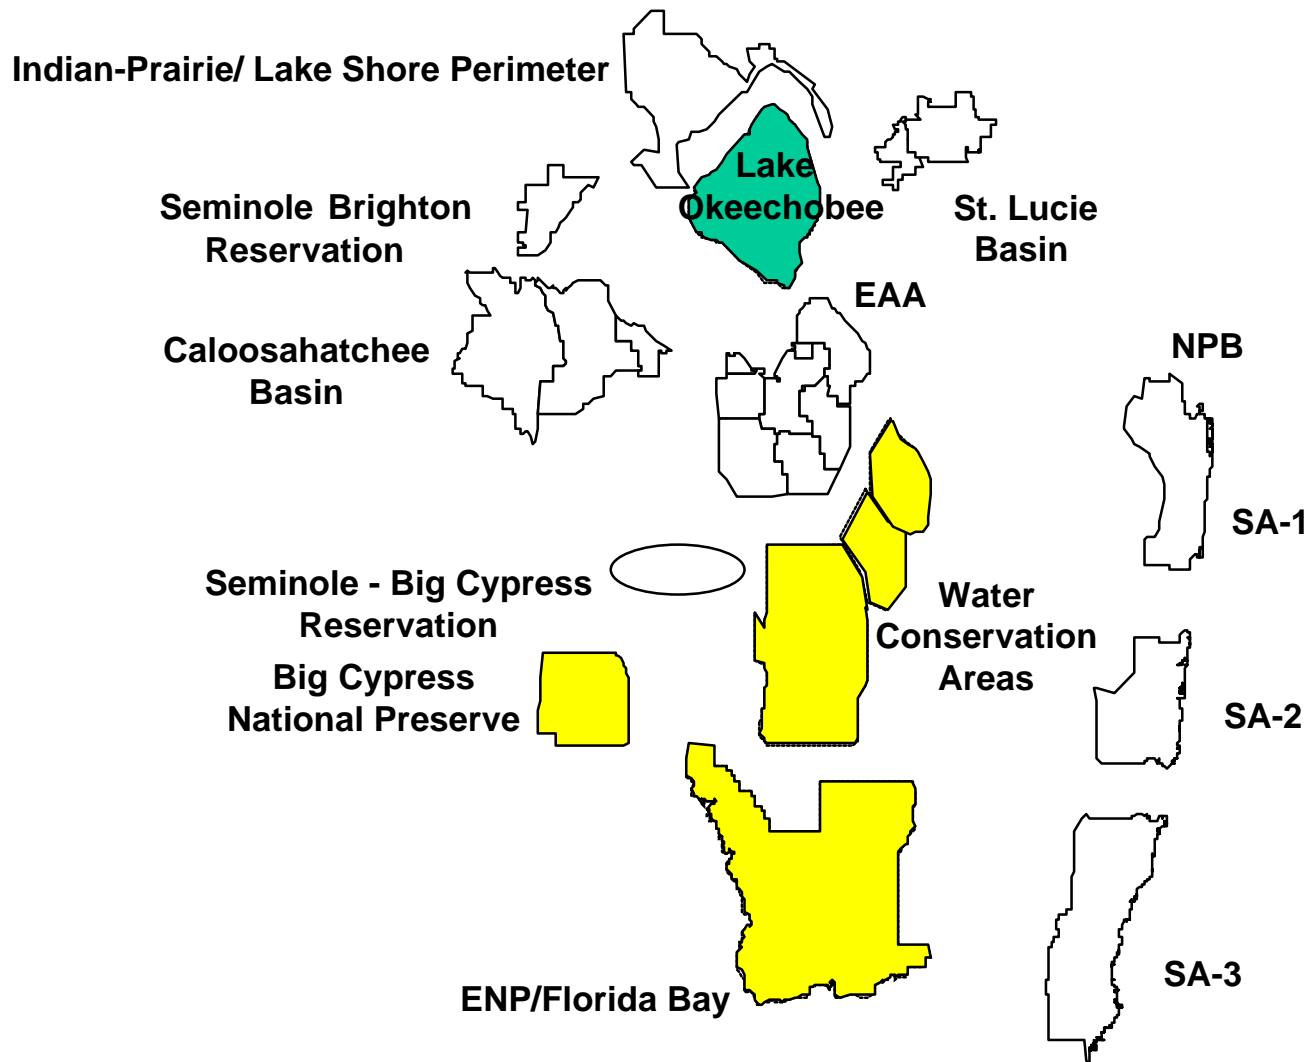 Indian-Prairie/ Lake Shore Perimeter
Lake
Okeechobee
Seminole Brighton
Reservation
St. Lucie
Basin
EAA
Caloosahatchee
Basin
NPB
SA-1
Seminole - Big Cypress
Reservation
Water
Conservation
Areas
Big Cypress
National Preserve
SA-2
ENP/Florida Bay
SA-3